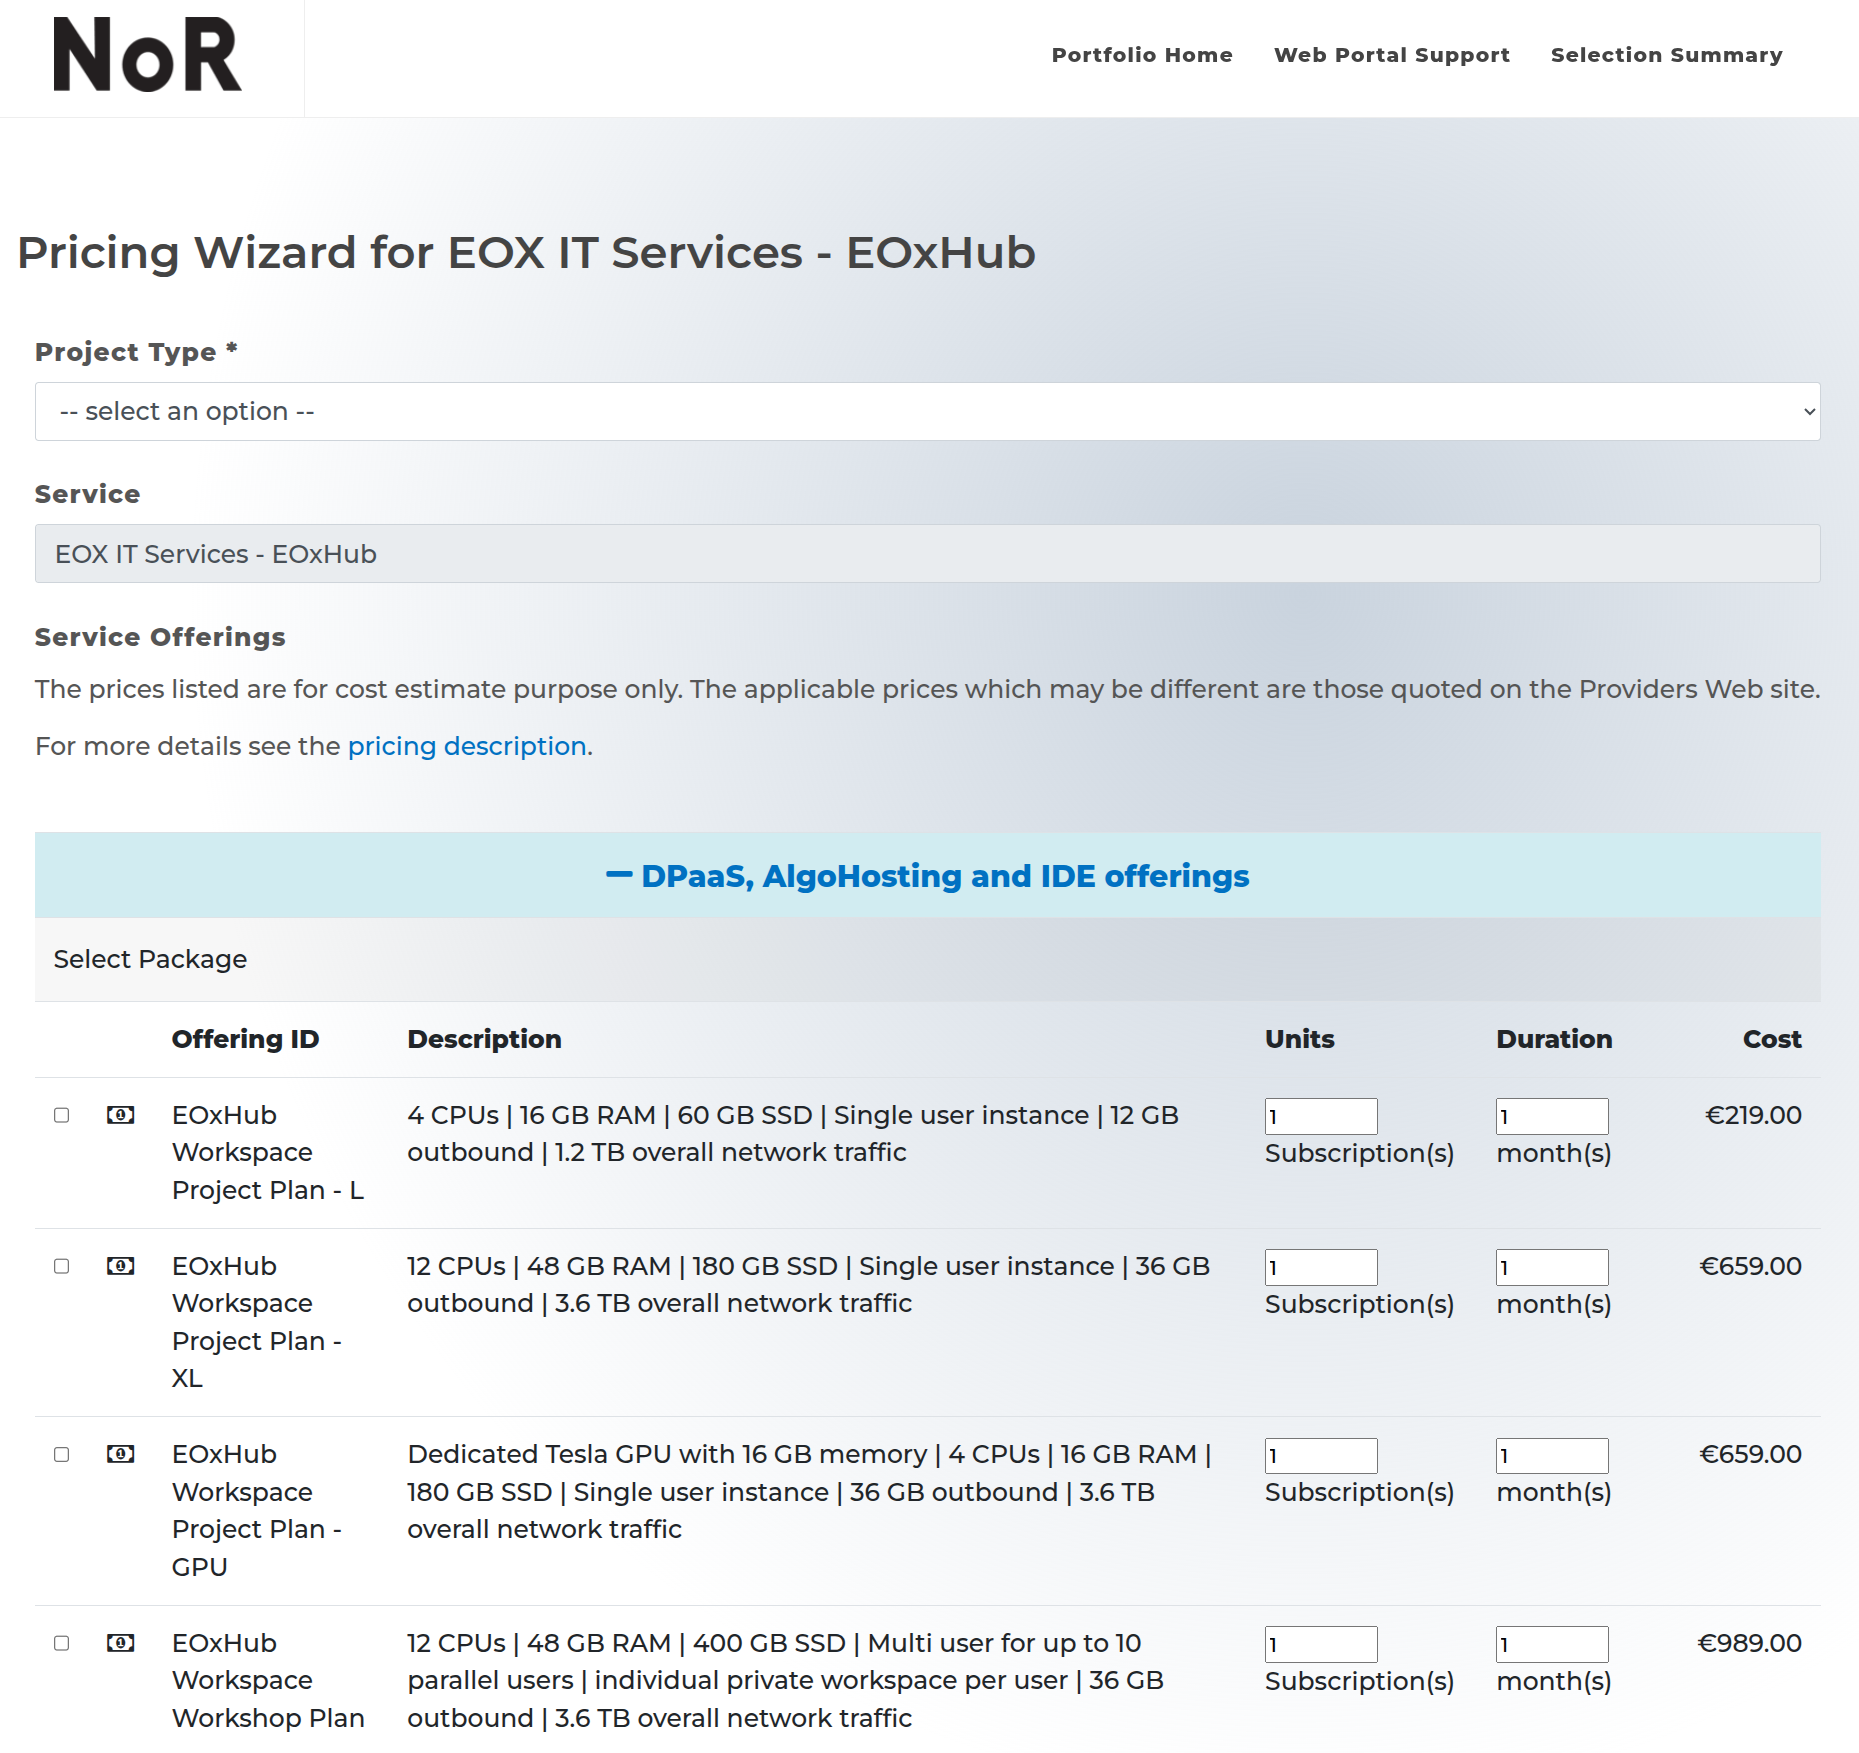 NoR
Portfolio Home Web Portal Support Selection Summary
Pricing Wizard for EOX IT Services - EOxHub
Project Type *
-- select an option --
Service
EOX IT Services - EOxHub
Service Offerings
The prices listed are for cost estimate purpose only. The applicable prices which may be different are those quoted on the Providers Web site.
For more details see the pricing description.
DPaaS, AlgoHosting and IDE offerings
Select Package
Offering ID Description Units Duration Cost
EOxHub 4 CPUs | 16 GB RAM | 60 GB SSD | Single user instance | 12 GB 1 1 €219.00
Workspace outbound | 1.2 TB overall network traffic Subscription(s) month(s)
Project Plan - L
EOxHub 12 CPUs | 48 GB RAM | 180 GB SSD | Single user instance | 36 GB 1 1 €659.00
Workspace outbound | 3.6 TB overall network traffic Subscription(s) month(s)
Project Plan -
XL
EOxHub Dedicated Tesla GPU with 16 GB memory | 4 CPUs | 16 GB RAM | 1 1 €659.00
Workspace 180 GB SSD | Single user instance | 36 GB outbound | 3.6 TB Subscription(s) month(s)
Project Plan - overall network traffic
GPU
EOxHub 12 CPUs | 48 GB RAM | 400 GB SSD | Multi user for up to 10 1 1 €989.00
Workspace parallel users | individual private workspace per user | 36 GB Subscription(s) month(s)
Workshop Plan outbound | 3.6 TB overall network traffic